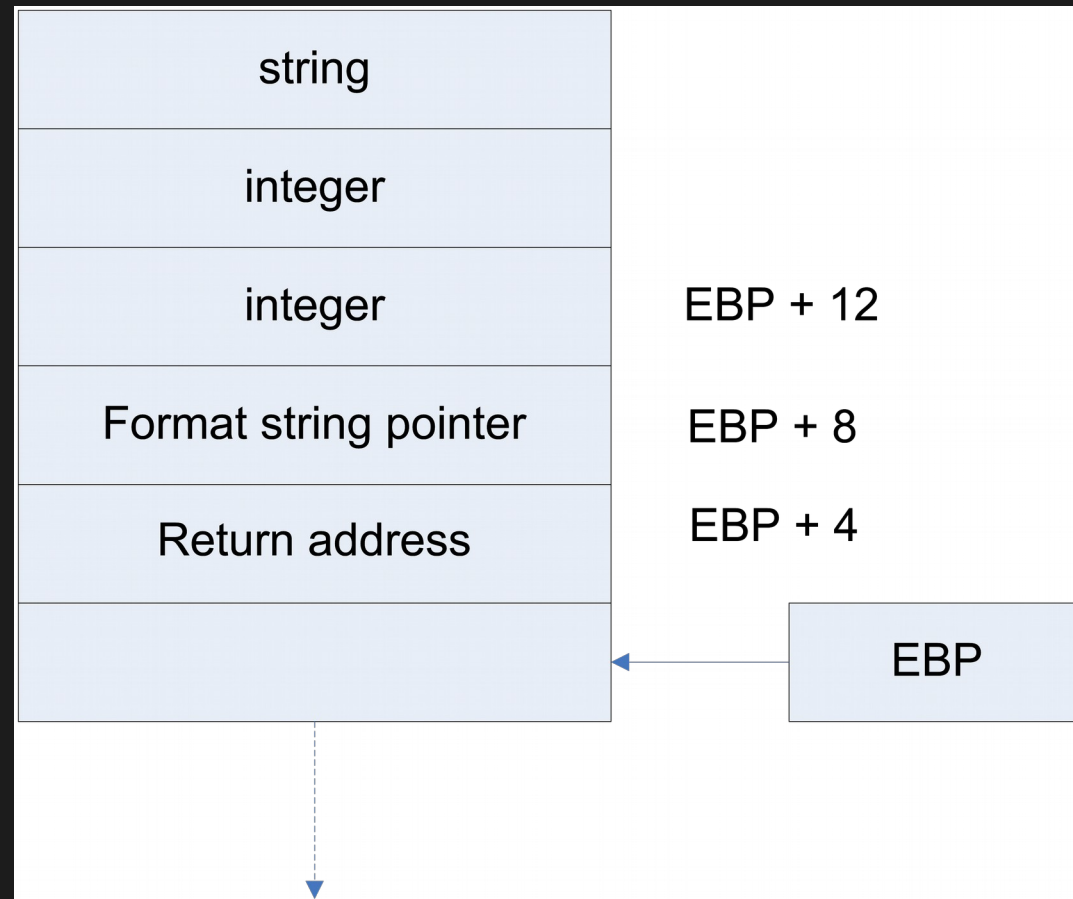 string
integer
integer
EBP + 12
Format string pointer
EBP + 8
Return address
EBP + 4
EBP